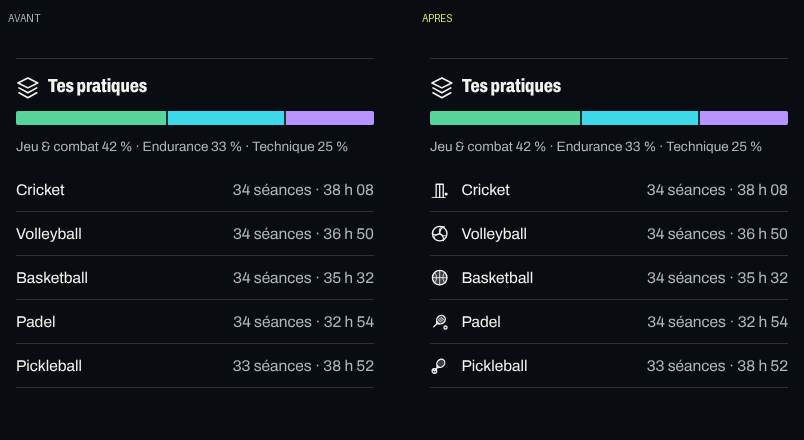 AVANT
Tes pratiques
Jeu & combat 42 % · Endurance 33 % · Technique 25 %
Cricket 34 séances · 38 h 08
Volleyball 34 séances · 36 h 50
Basketball 34 séances · 35 h 32
Padel 34 séances · 32 h 54
Pickleball 33 séances · 38 h 52
APRES
Tes pratiques
Jeu & combat 42 % · Endurance 33 % · Technique 25 %
Cricket 34 séances · 38 h 08
Volleyball 34 séances · 36 h 50
Basketball 34 séances · 35 h 32
Padel 34 séances · 32 h 54
Pickleball 33 séances · 38 h 52